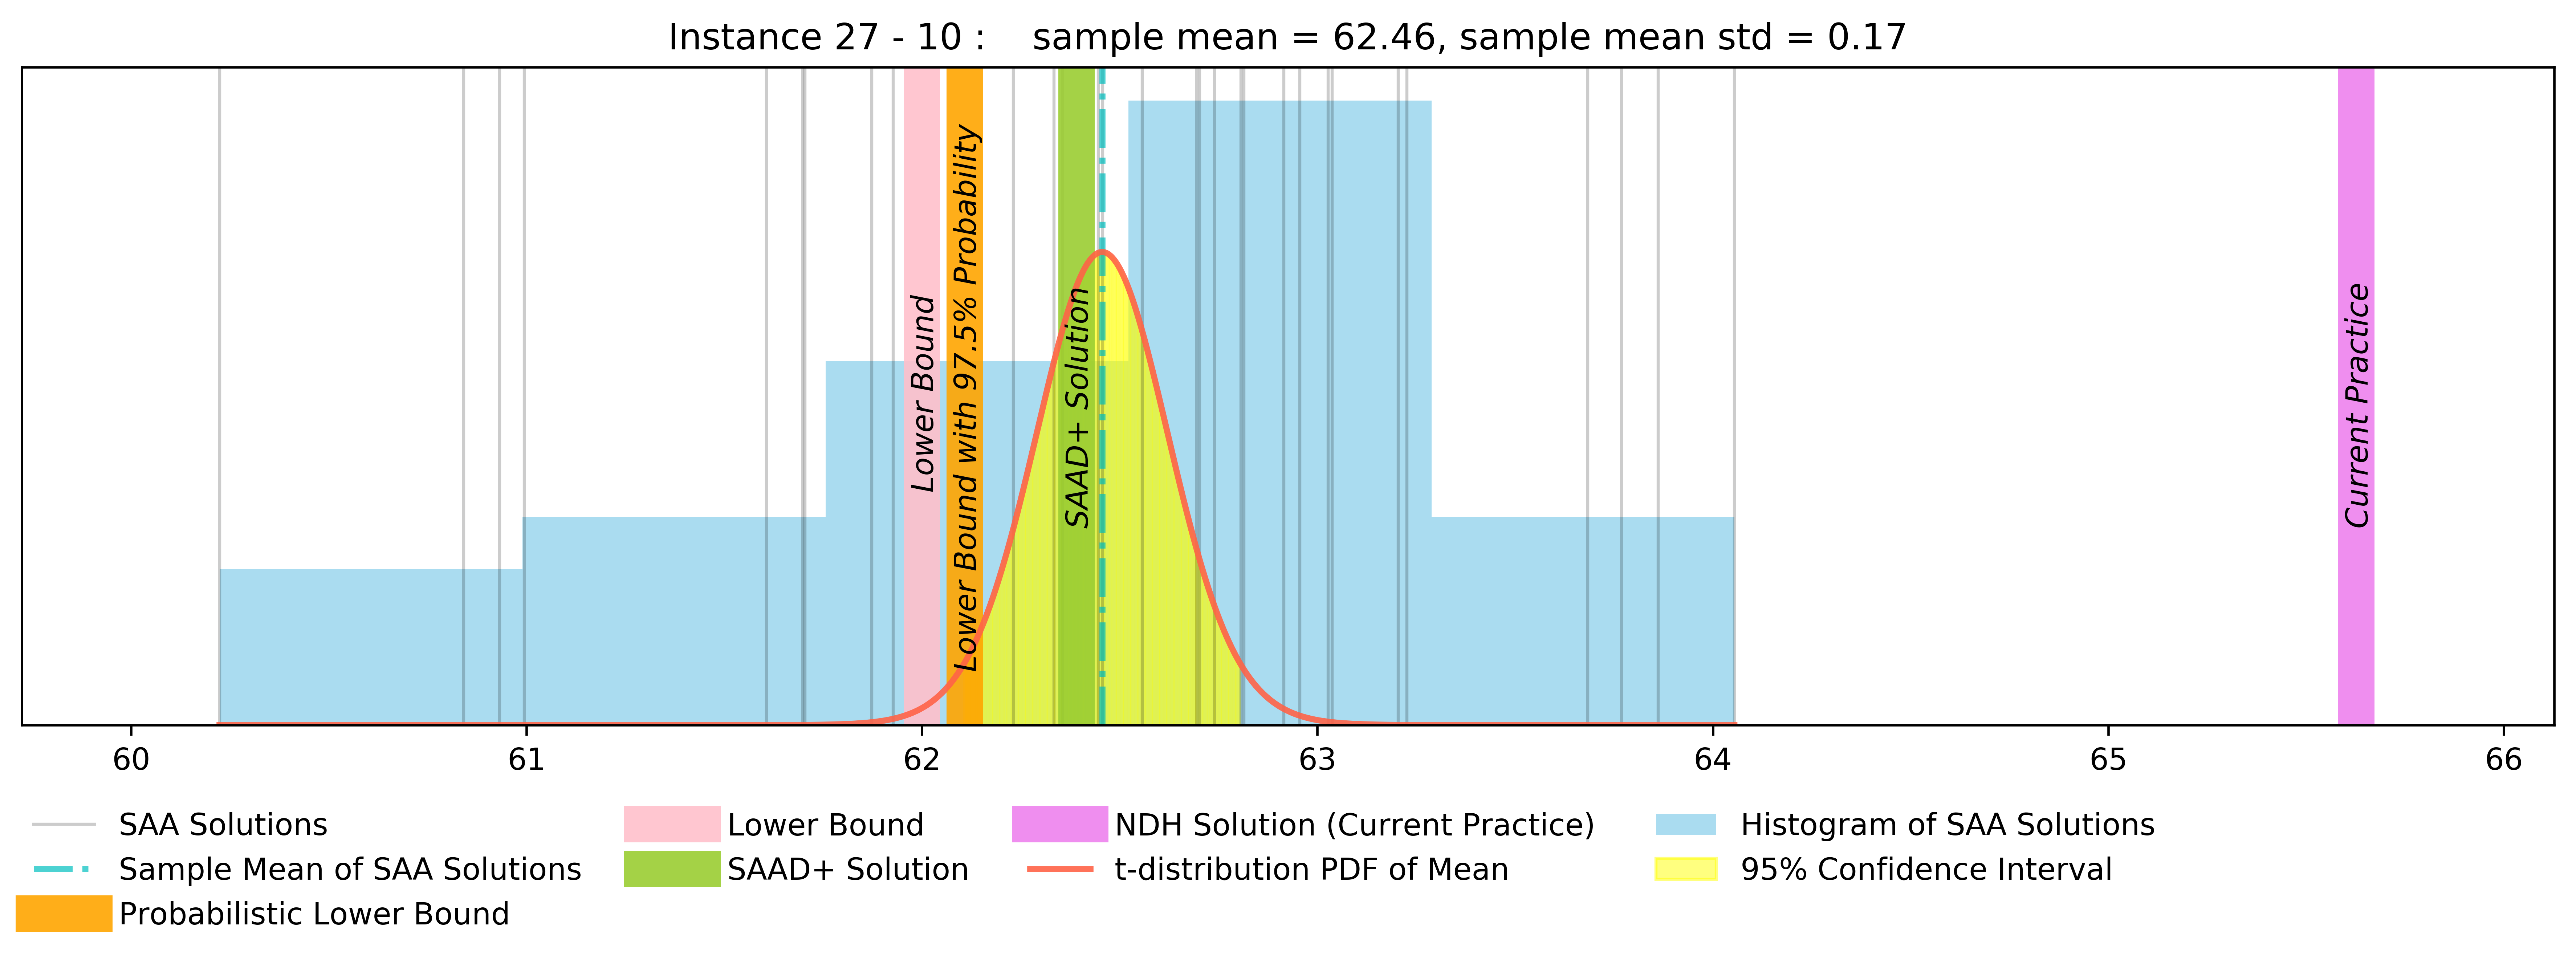 Instance 27 - 10 :    sample mean = 62.46, sample mean std = 0.17
Lower Bound
Lower Bound with 97.5% Probability
SAAD+ Solution
Current Practice
60 61 62 63 64 65 66
SAA Solutions
Sample Mean of SAA Solutions
Probabilistic Lower Bound
Lower Bound
SAAD+ Solution
NDH Solution (Current Practice)
t-distribution PDF of Mean
Histogram of SAA Solutions
95% Confidence Interval